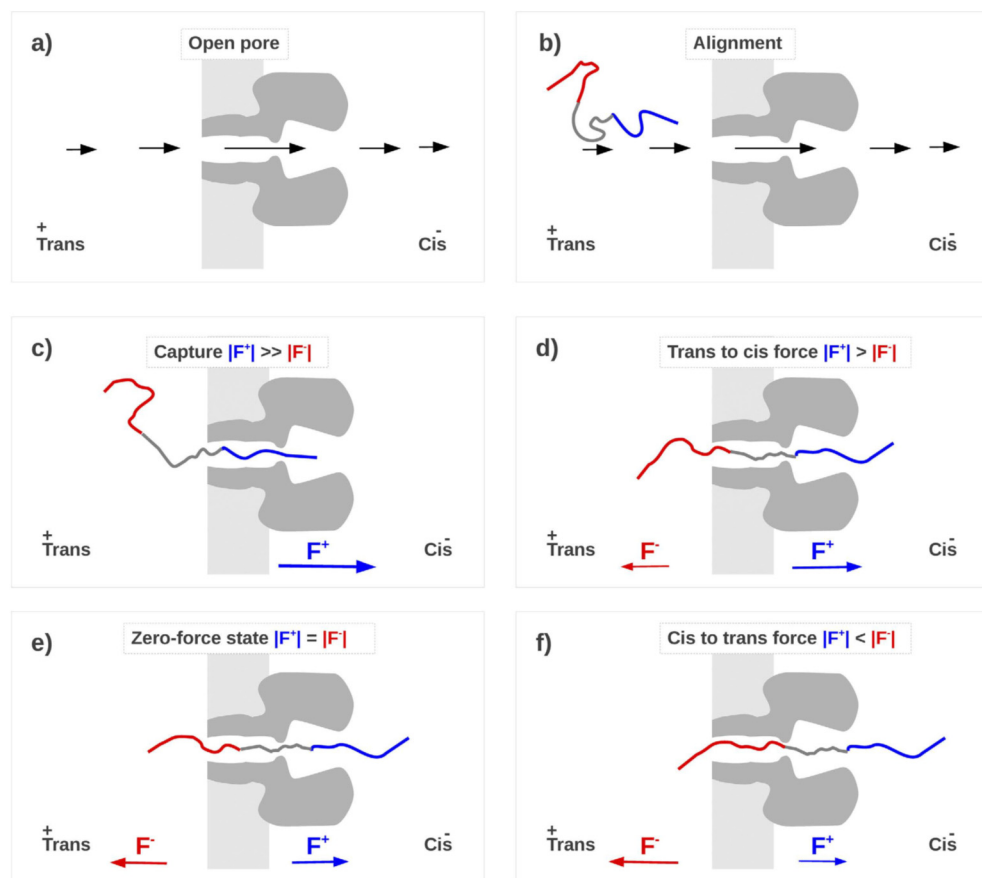 a)
Open pore
+
Trans
-
Cis
b)
Alignment
+
Trans
-
Cis
c)
Capture |F⁺| >> |F⁻|
+
Trans
F⁺
-
Cis
d)
Trans to cis force |F⁺| > |F⁻|
+
Trans
F⁻
F⁺
-
Cis
e)
Zero-force state |F⁺| = |F⁻|
+
Trans
F⁻
F⁺
-
Cis
f)
Cis to trans force |F⁺| < |F⁻|
+
Trans
F⁻
F⁺
-
Cis